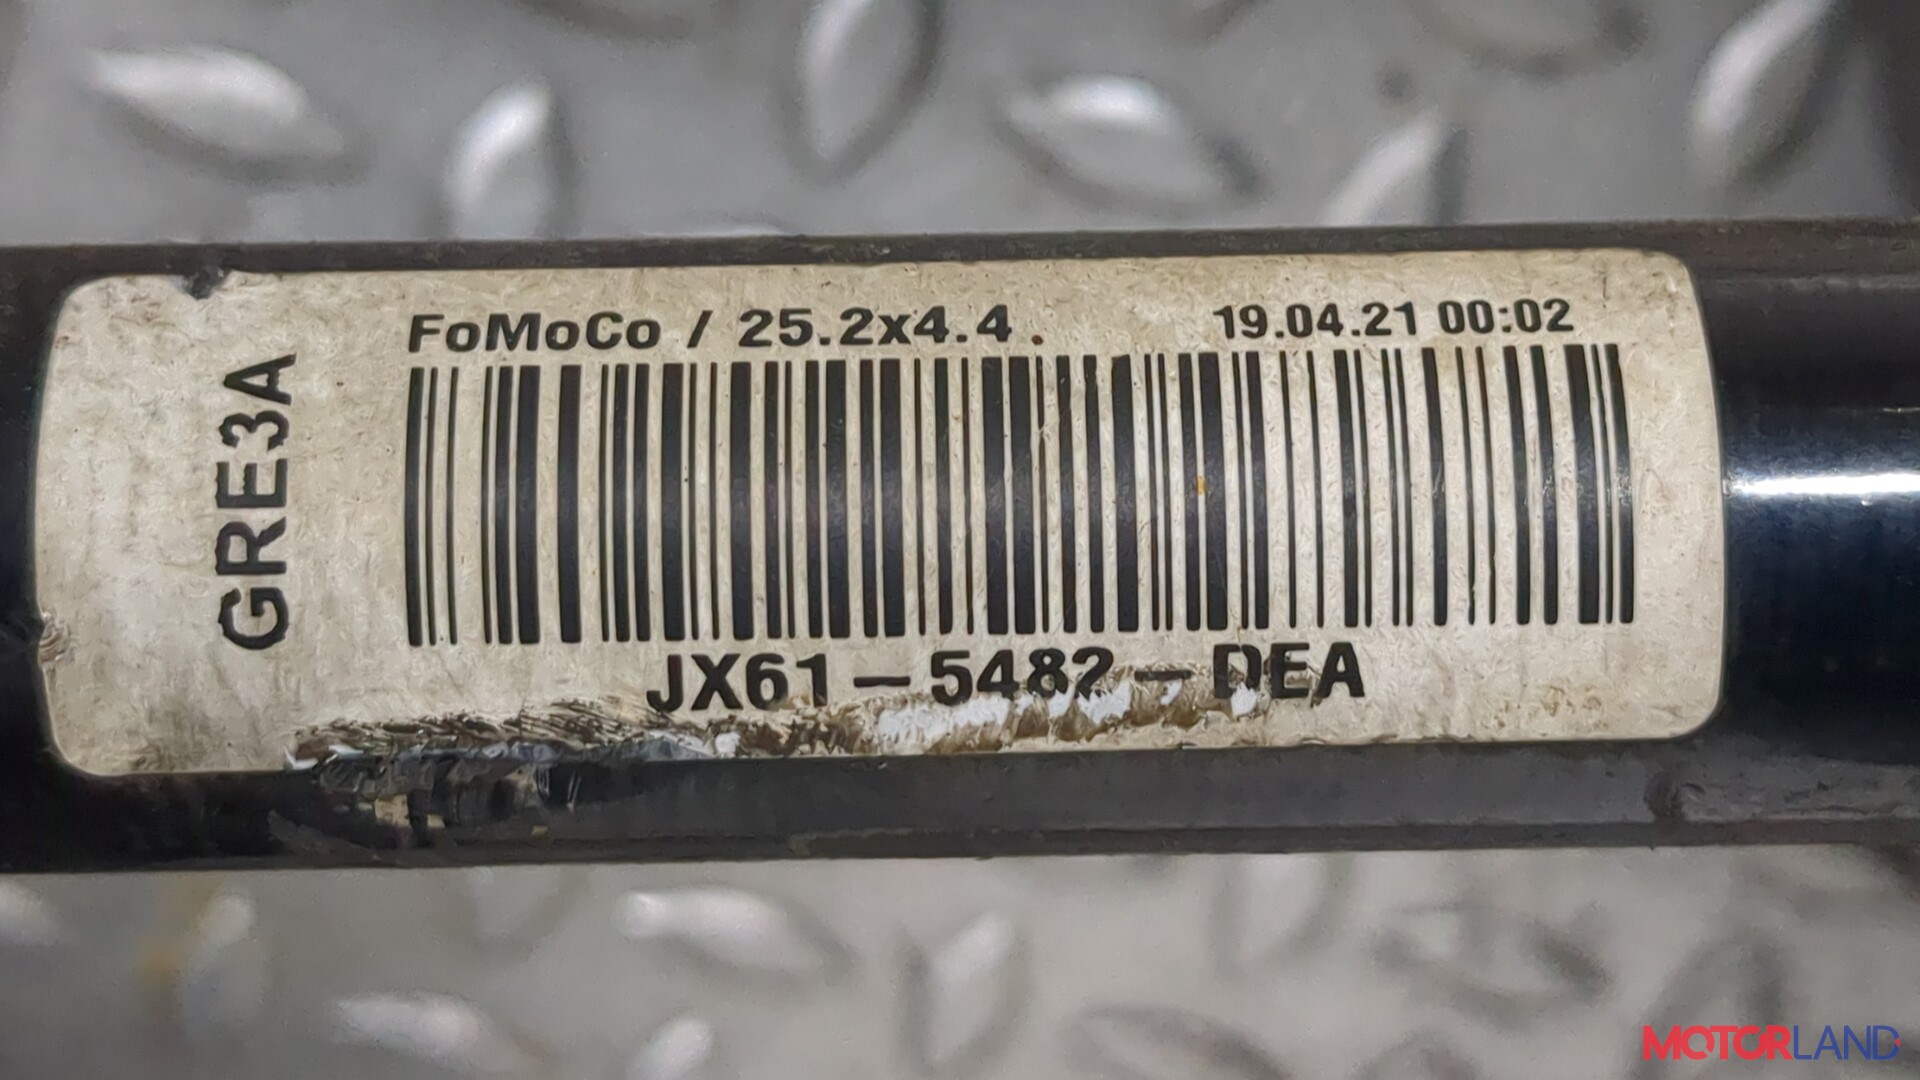 FoMoCo / 25.2x4.4 19.04.21 00:02
GRE3A
JX61-5482-DEA
MOTORLAND